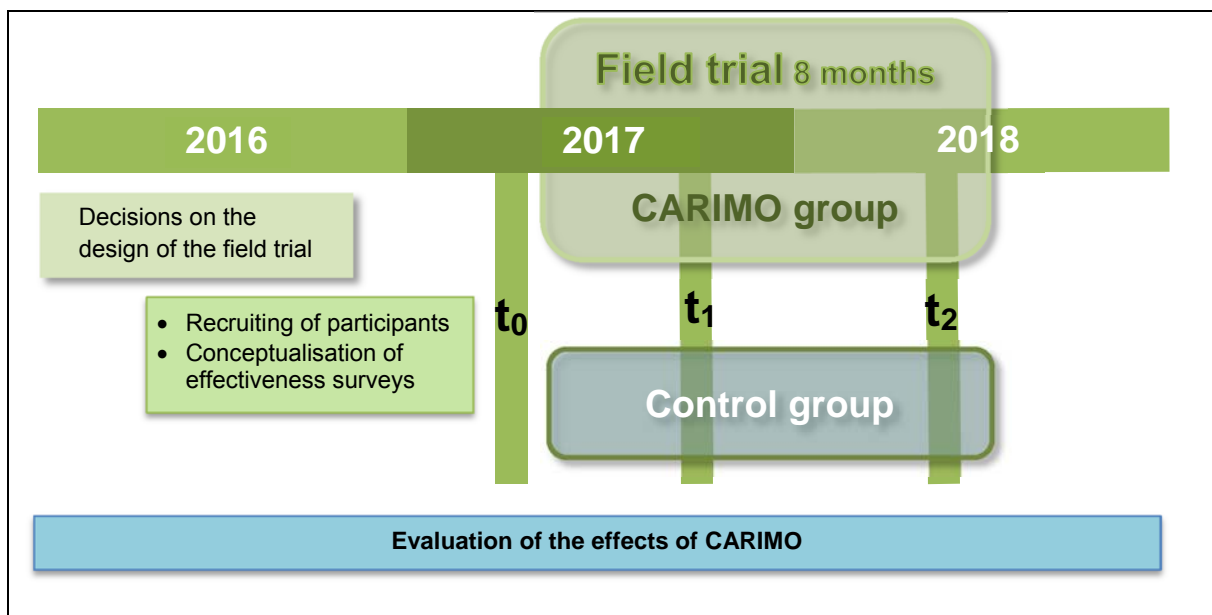 Field trial 8 months
2016 2017 2018
CARIMO group
Decisions on the
design of the field trial
• Recruiting of participants
• Conceptualisation of
effectiveness surveys
t0 t1 t2
Control group
Evaluation of the effects of CARIMO